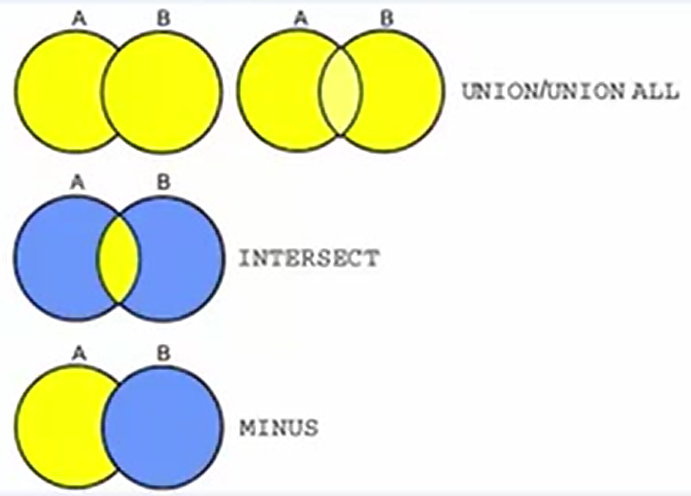 A B A B
UNION/UNION ALL
A B
INTERSECT
A B
MINUS